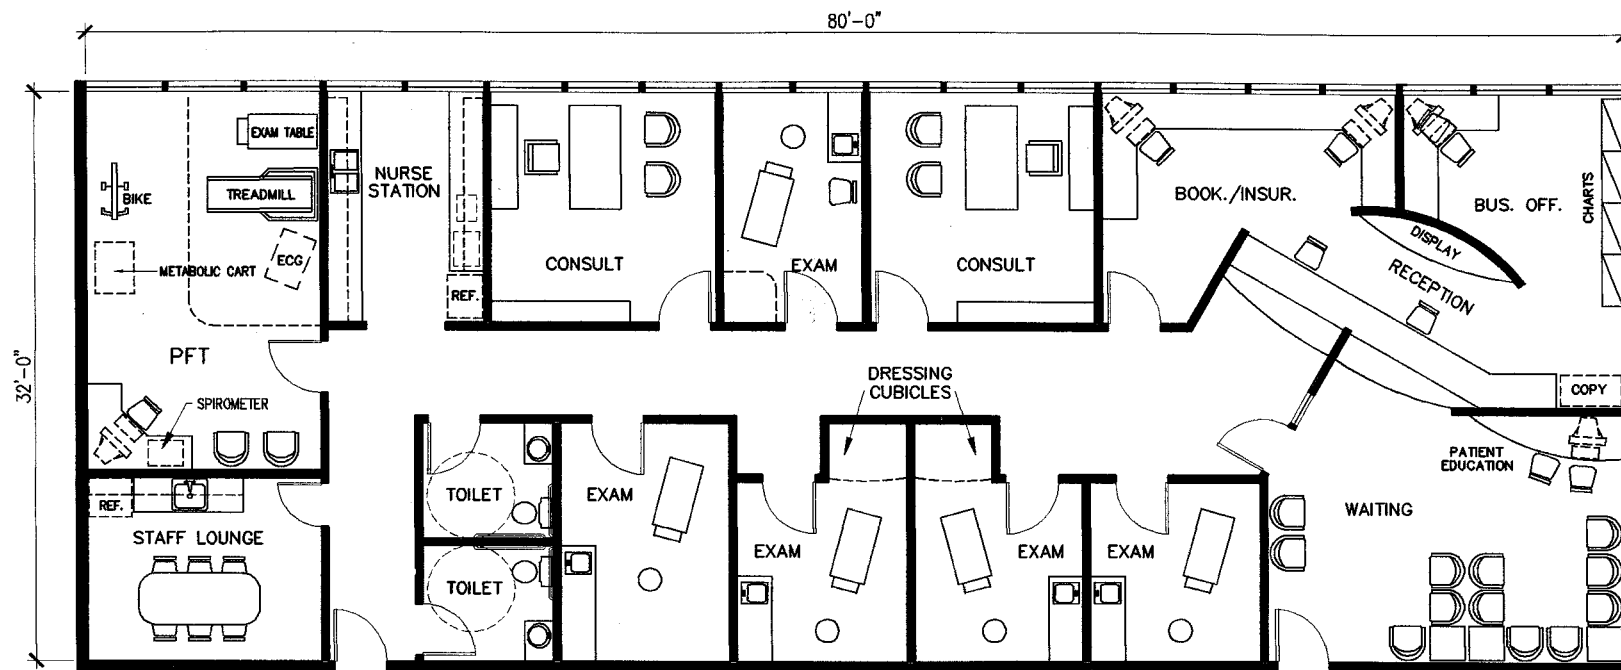 80'-0"
32'-0"
EXAM TABLE
TREADMILL
BIKE
ECG
METABOLIC CART
PFT
SPIROMETER
NURSE
STATION
REF.
CONSULT
EXAM
CONSULT
BOOK./INSUR.
BUS. OFF.
CHARTS
DISPLAY
RECEPTION
COPY
DRESSING
CUBICLES
REF.
STAFF LOUNGE
TOILET
TOILET
EXAM
EXAM
EXAM
EXAM
PATIENT
EDUCATION
WAITING